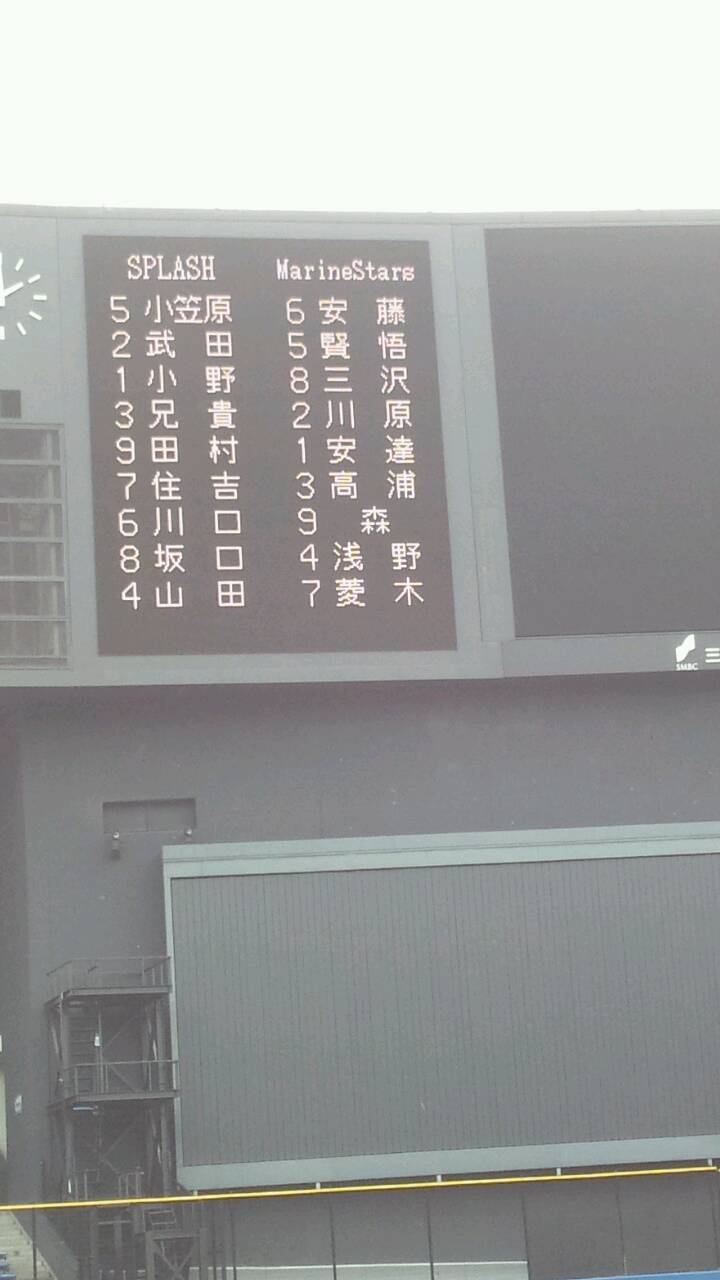 SPLASH MarineStars
5 小笠原 6 安藤
2 武田 5 賢悟
1 小野 8 三沢
3 兄貴 2 川原
9 田村 1 安達
7 住吉 3 高浦
6 川口 9 森
8 坂口 4 浅野
4 山田 7 菱木
SMBC 三